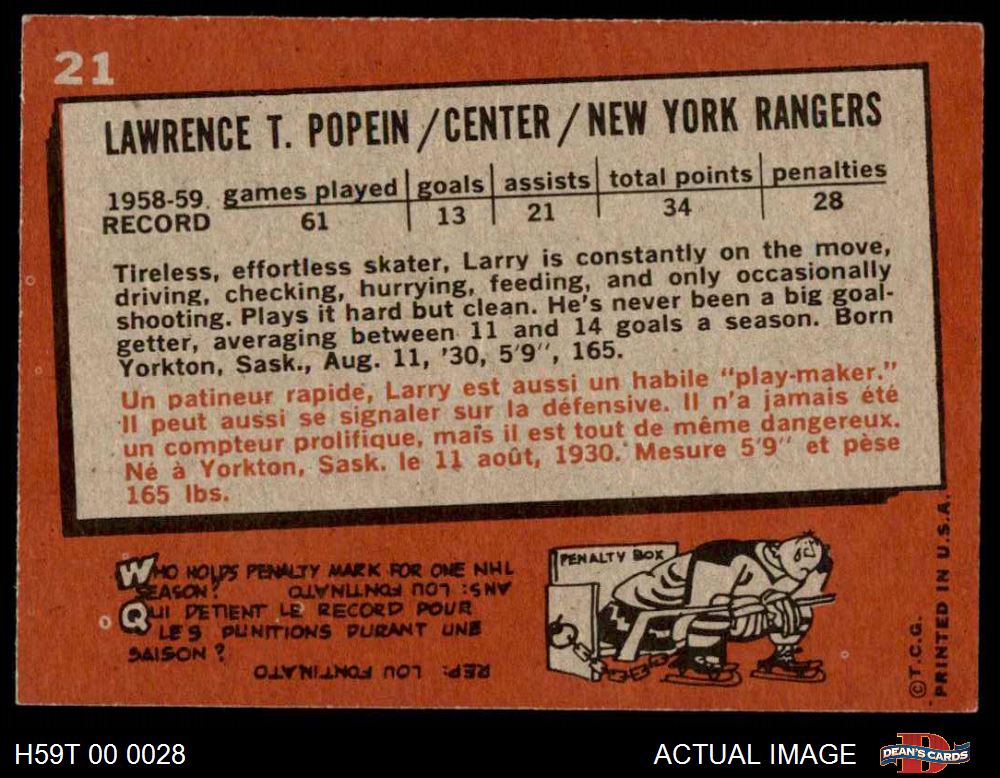 21
LAWRENCE T. POPEIN / CENTER / NEW YORK RANGERS
1958-59 games played goals assists total points penalties
RECORD 61 13 21 34 28
Tireless, effortless skater, Larry is constantly on the move,
driving, checking, hurrying, feeding, and only occasionally
shooting. Plays it hard but clean. He's never been a big goal-
getter, averaging between 11 and 14 goals a season. Born
Yorkton, Sask., Aug. 11, '30, 5'9", 165.
Un patineur rapide, Larry est aussi un habile "play-maker."
Il peut aussi se signaler sur la défensive. Il n'a jamais été
un compteur prolifique, mais il est tout de même dangereux.
Né à Yorkton, Sask. le 11 août, 1930. Mesure 5'9" et pèse
165 lbs.
WHO HOLDS PENALTY MARK FOR ONE NHL
SEASON?
ANS: LOU FONTINATO
QUI DETIENT LE RECORD POUR
LES PUNITIONS DURANT UNE
SAISON?
REP: LOU FONTINATO
PENALTY BOX
©T.C.G.
PRINTED IN U.S.A.
H59T 00 0028
ACTUAL IMAGE
DEAN'S CARDS